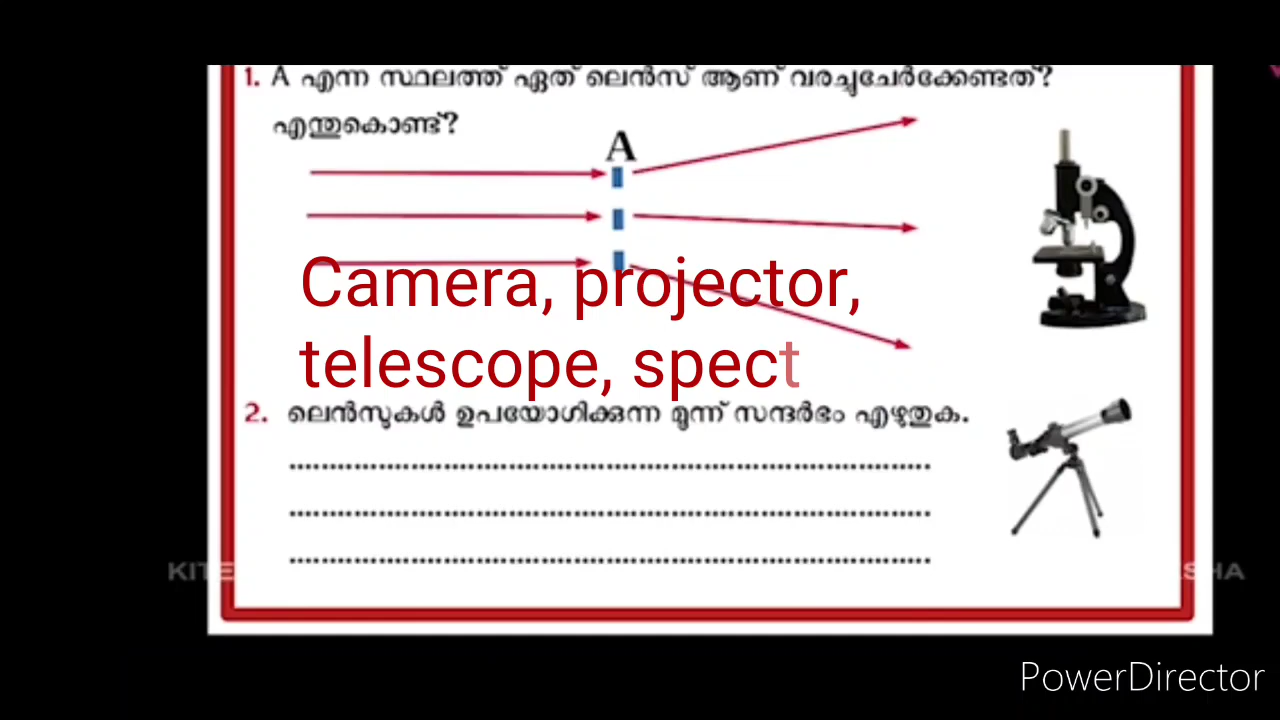 1. A എന്ന സ്ഥലത്ത് ഏത് ലെൻസ് ആണ് വരച്ചുചേർക്കേണ്ടത്?
എന്തുകൊണ്ട്?
A
Camera, projector,
telescope, spect
2. ലെൻസുകൾ ഉപയോഗിക്കുന്ന മൂന്ന് സന്ദർഭം എഴുതുക.
PowerDirector